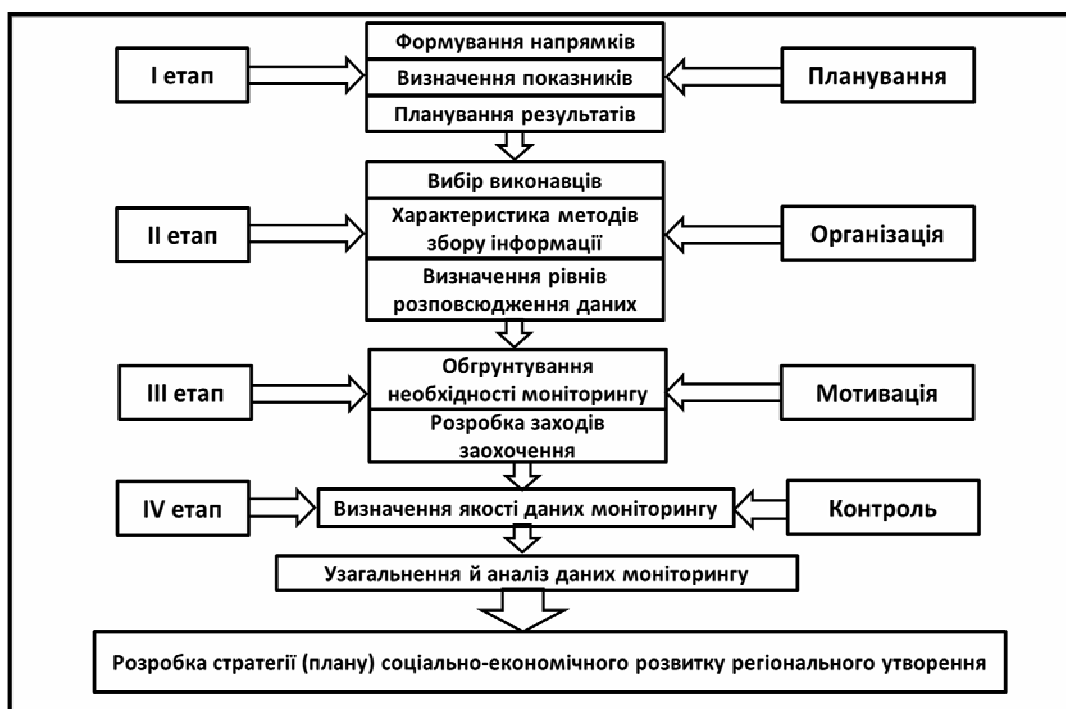 Формування напрямків
І етап
Визначення показників
Планування
Планування результатів
Вибір виконавців
ІІ етап
Характеристика методів
збору інформації
Організація
Визначення рівнів
розповсюдження даних
Обгрунтування
необхідності моніторингу
ІІІ етап
Мотивація
Розробка заходів
заохочення
IV етап
Визначення якості даних моніторингу
Контроль
Узагальнення й аналіз даних моніторингу
Розробка стратегії (плану) соціально-економічного розвитку регіонального утворення